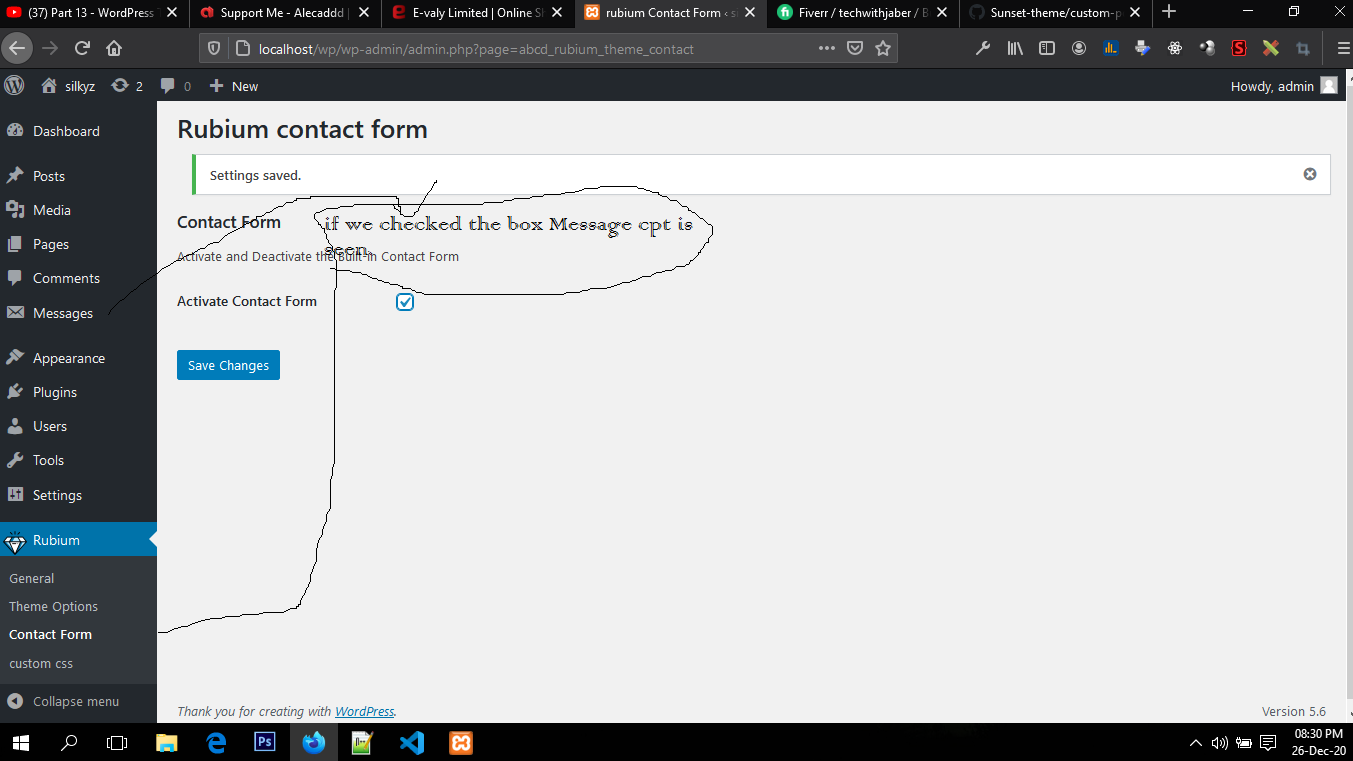 (37) Part 13 - WordPress T
Support Me - Alecaddd |
E-valy Limited | Online Sh
rubium Contact Form ‹ s
Fiverr / techwithjaber / B
Sunset-theme/custom-p
localhost/wp/wp-admin/admin.php?page=abcd_rubium_theme_contact
silkyz
2
0
New
Howdy, admin
Dashboard
Posts
Media
Pages
Comments
Messages
Appearance
Plugins
Users
Tools
Settings
Rubium
General
Theme Options
Contact Form
custom css
Collapse menu
Rubium contact form
Settings saved.
Contact Form
if we checked the box Message cpt is
seen.
Activate and Deactivate the Built-in Contact Form
Activate Contact Form
Save Changes
Thank you for creating with WordPress.
Version 5.6
Ps
08:30 PM
26-Dec-20